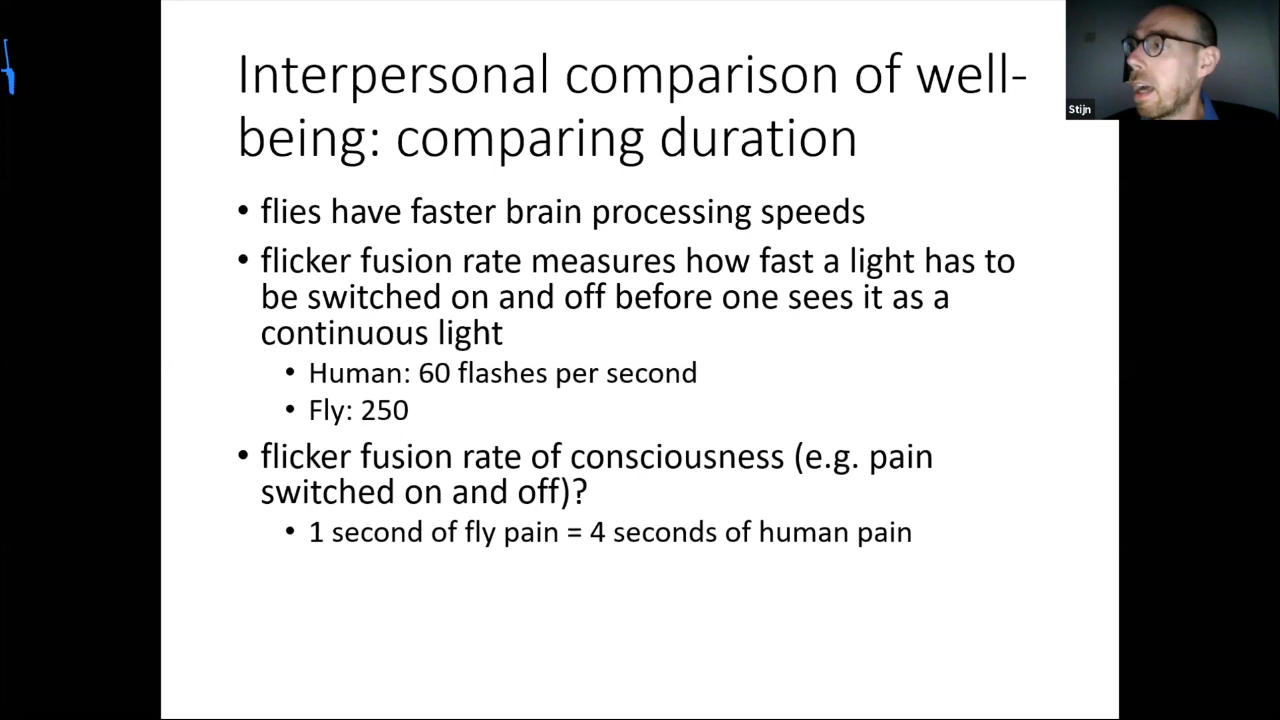 Interpersonal comparison of well-
being: comparing duration
• flies have faster brain processing speeds
• flicker fusion rate measures how fast a light has to
be switched on and off before one sees it as a
continuous light
• Human: 60 flashes per second
• Fly: 250
• flicker fusion rate of consciousness (e.g. pain
switched on and off)?
• 1 second of fly pain = 4 seconds of human pain
Stijn